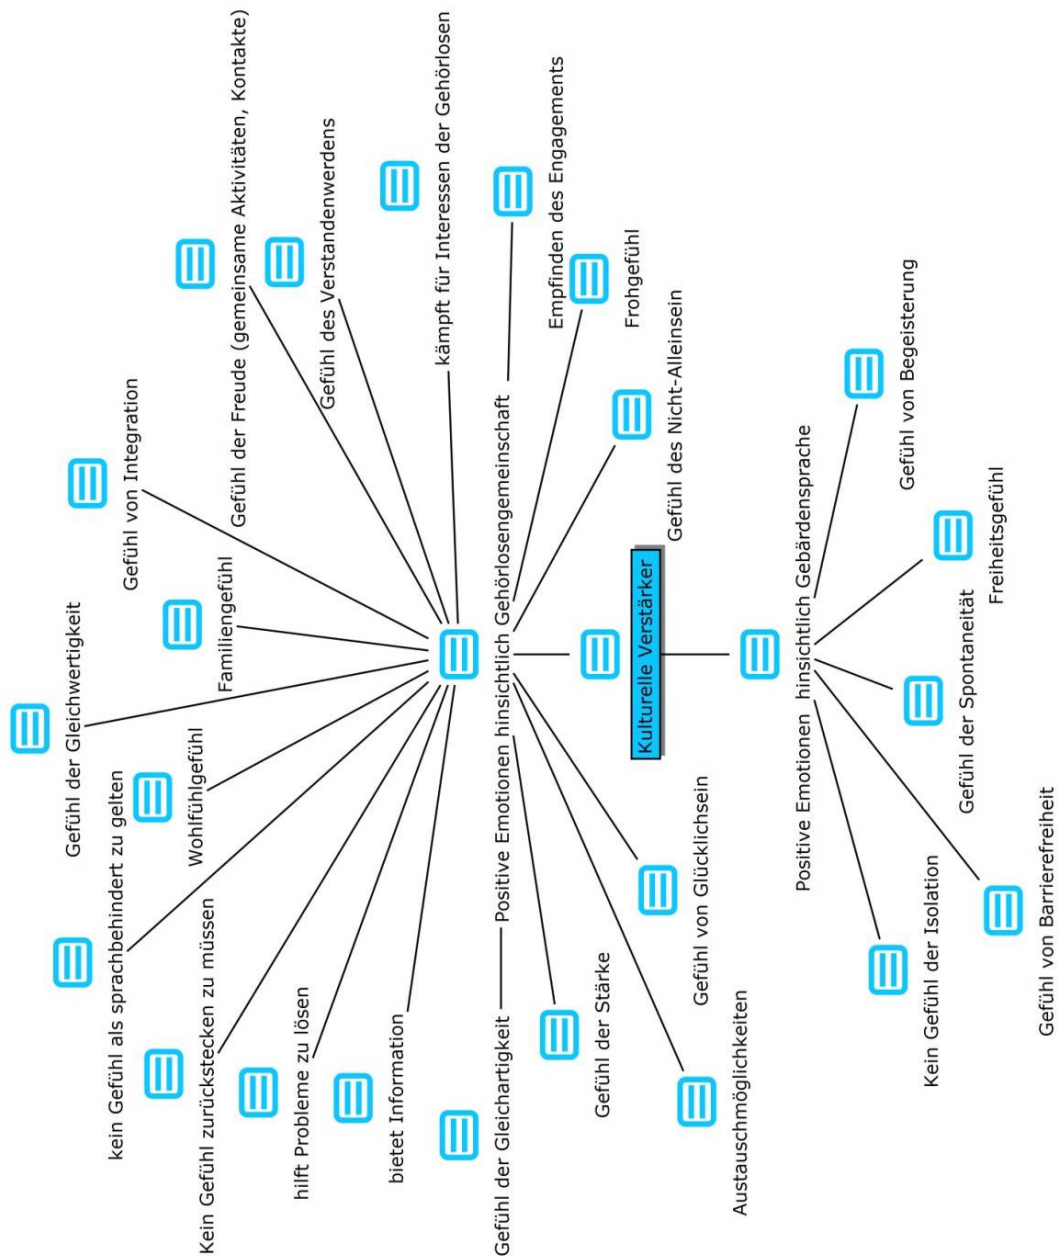 Gefühl der Gleichwertigkeit
kein Gefühl als sprachbehindert zu gelten
Gefühl von Integration
Wohlfühlgefühl
Familiengefühl
Kein Gefühl zurückstecken zu müssen
Gefühl der Freude (gemeinsame Aktivitäten, Kontakte)
hilft Probleme zu lösen
Gefühl des Verstandenwerdens
bietet Information
kämpft für Interessen der Gehörlosen
Gefühl der Gleichartigkeit
Positive Emotionen hinsichtlich Gehörlosengemeinschaft
Empfinden des Engagements
Gefühl der Stärke
Frohgefühl
Gefühl von Glücklichsein
Gefühl des Nicht-Alleinsein
Austauschmöglichkeiten
Kulturelle Verstärker
Positive Emotionen hinsichtlich Gebärdensprache
Kein Gefühl der Isolation
Gefühl von Begeisterung
Gefühl der Spontaneität
Freiheitsgefühl
Gefühl von Barrierefreiheit